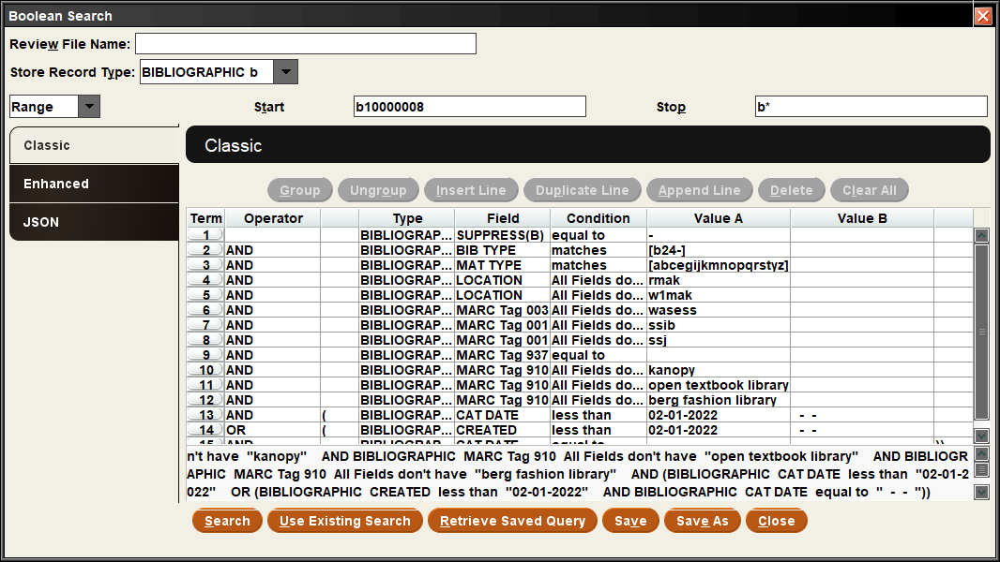 Boolean Search
Review File Name:
Store Record Type: BIBLIOGRAPHIC b
Range Start b10000008 Stop b*
Classic
Enhanced
JSON
Classic
Group Ungroup Insert Line Duplicate Line Append Line Delete Clear All
Term Operator Type Field Condition Value A Value B
1 BIBLIOGRAP... SUPPRESS(B) equal to -
2 AND BIBLIOGRAP... BIB TYPE matches [b24-]
3 AND BIBLIOGRAP... MAT TYPE matches [abcegijkmnopqrstyz]
4 AND BIBLIOGRAP... LOCATION All Fields do... rmak
5 AND BIBLIOGRAP... LOCATION All Fields do... w1mak
6 AND BIBLIOGRAP... MARC Tag 003 All Fields do... wasess
7 AND BIBLIOGRAP... MARC Tag 001 All Fields do... ssib
8 AND BIBLIOGRAP... MARC Tag 001 All Fields do... ssj
9 AND BIBLIOGRAP... MARC Tag 937 equal to
10 AND BIBLIOGRAP... MARC Tag 910 All Fields do... kanopy
11 AND BIBLIOGRAP... MARC Tag 910 All Fields do... open textbook library
12 AND BIBLIOGRAP... MARC Tag 910 All Fields do... berg fashion library
13 AND ( BIBLIOGRAP... CAT DATE less than 02-01-2022 - -
14 OR ( BIBLIOGRAP... CREATED less than 02-01-2022 - -
15 AND BIBLIOGRAP... CAT DATE equal to ))
n't have "kanopy" AND BIBLIOGRAPHIC MARC Tag 910 All Fields don't have "open textbook library" AND BIBLIOGR
APHIC MARC Tag 910 All Fields don't have "berg fashion library" AND (BIBLIOGRAPHIC CAT DATE less than "02-01-2
022" OR (BIBLIOGRAPHIC CREATED less than "02-01-2022" AND BIBLIOGRAPHIC CAT DATE equal to " - - "))
Search Use Existing Search Retrieve Saved Query Save Save As Close